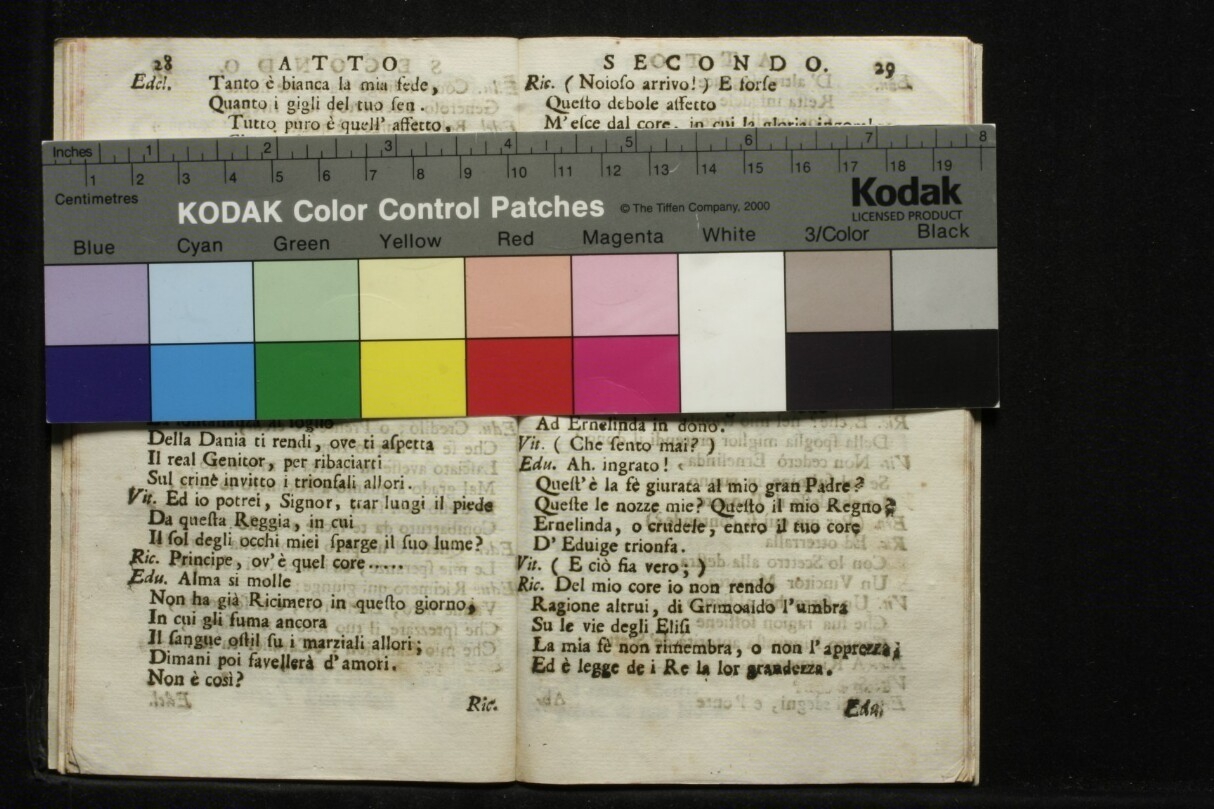 28 ATTO
Edel. Tanto è bianca la mia fede,
Quanto i gigli del tuo ſen.
Tutto puro è quell' affetto,
SECONDO. 29
Ric. ( Noioſo arrivo! ) E forſe
Queſto debole affetto
M'eſce dal core, in cui la gloria
Inches 1 2 3 4 5 6 7 8
1 2 3 4 5 6 7 8 9 10 11 12 13 14 15 16 17 18 19
Centimetres
KODAK Color Control Patches © The Tiffen Company, 2000
Kodak
LICENSED PRODUCT
Blue Cyan Green Yellow Red Magenta White 3/Color Black
Della Dania ti rendi, ove ti aſpetta
Il real Genitor, per ribaciarti
Sul crine invitto i trionfali allori.
Vit. Ed io potrei, Signor, trar lungi il piede
Da queſta Reggia, in cui
Il ſol degli occhi miei ſparge il ſuo lume?
Ric. Principe, ov'è quel core......
Edu. Alma si molle
Non ha già Ricimero in queſto giorno,
In cui gli fuma ancora
Il ſangue oſtil ſu i marziali allori;
Dimani poi favellerà d'amori.
Non è così?
Ric.
Ad Ernelinda in dono.
Vit. ( Che ſento mai? )
Edu. Ah. ingrato!
Queſt'è la fè giurata al mio gran Padre?
Queſte le nozze mie? Queſto il mio Regno?
Ernelinda, o crudele, entro il tuo core
D' Eduige trionfa.
Vit. ( E ciò fia vero; )
Ric. Del mio core io non rendo
Ragione altrui, di Grimoaldo l'umbra
Su le vie degli Eliſi
La mia fè non rimembra, o non l'apprezza;
Ed è legge de i Re la lor grandezza.
Edu.